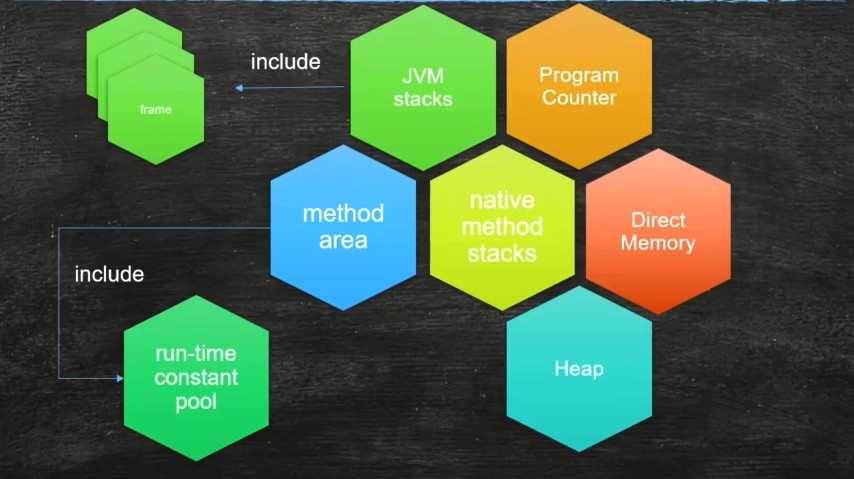 include
JVM
stacks
Program
Counter
frame
method
area
native
method
stacks
Direct
Memory
include
run-time
constant
pool
Heap